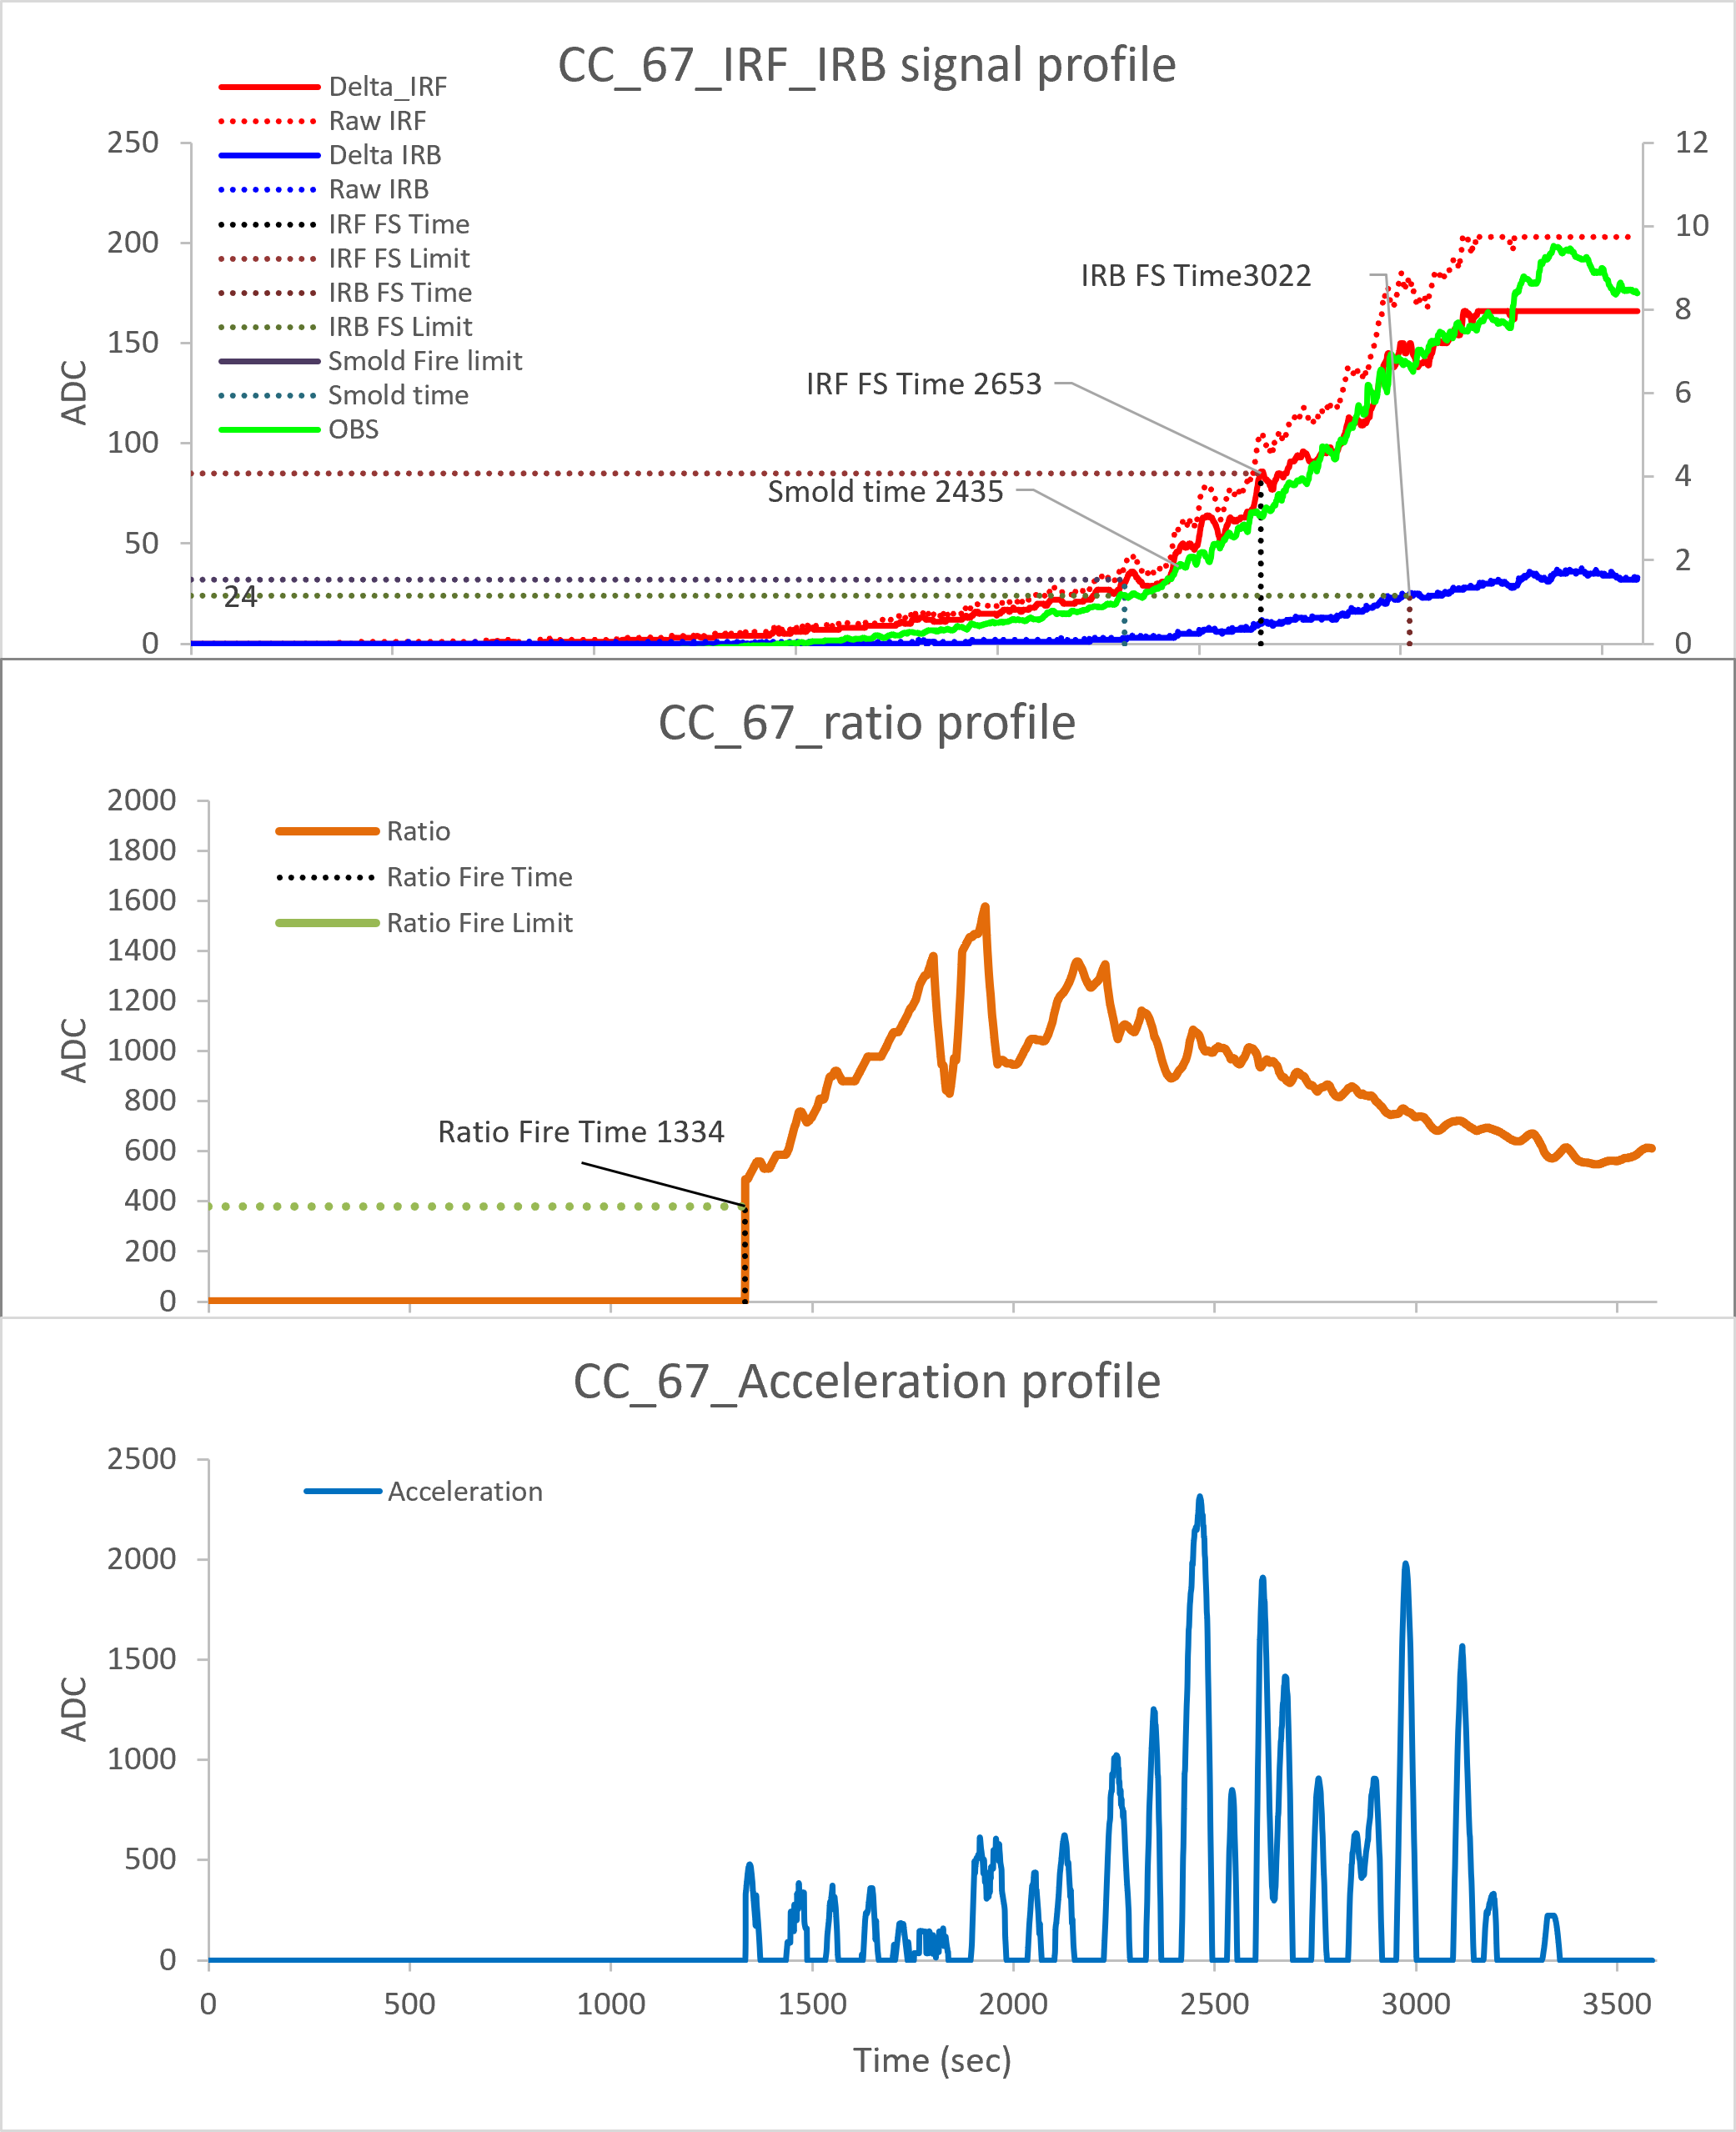 CC_67_IRF_IRB signal profile
Delta_IRF
Raw IRF
Delta IRB
Raw IRB
IRF FS Time
IRF FS Limit
IRB FS Time
IRB FS Limit
Smold Fire limit
Smold time
OBS
250
200
150
100
50
0
ADC
12
10
8
6
4
2
0
IRB FS Time3022
IRF FS Time 2653
Smold time 2435
24
CC_67_ratio profile
2000
1800
1600
1400
1200
1000
800
600
400
200
0
ADC
Ratio
Ratio Fire Time
Ratio Fire Limit
Ratio Fire Time 1334
CC_67_Acceleration profile
2500
2000
1500
1000
500
0
ADC
Acceleration
0 500 1000 1500 2000 2500 3000 3500
Time (sec)